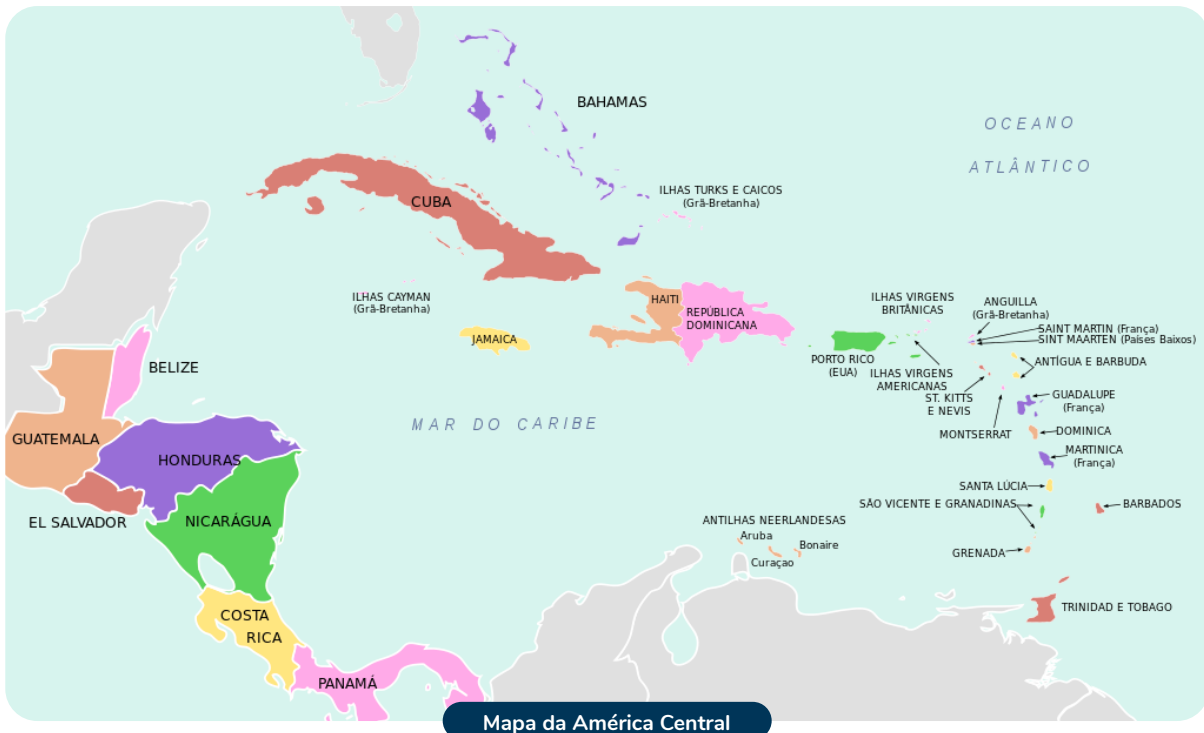 BAHAMAS
OCEANO
ATLÂNTICO
ILHAS TURKS E CAICOS
(Grã-Bretanha)
CUBA
ILHAS CAYMAN
(Grã-Bretanha)
HAITI
REPÚBLICA
DOMINICANA
JAMAICA
ILHAS VIRGENS
BRITÂNICAS
ANGUILLA
(Grã-Bretanha)
SAINT MARTIN (França)
SINT MAARTEN (Países Baixos)
PORTO RICO
(EUA)
ILHAS VIRGENS
AMERICANAS
ANTÍGUA E BARBUDA
ST. KITTS
E NEVIS
GUADALUPE
(França)
MONTSERRAT
DOMINICA
MARTINICA
(França)
BELIZE
MAR DO CARIBE
GUATEMALA
HONDURAS
SANTA LÚCIA
SÃO VICENTE E GRANADINAS
BARBADOS
EL SALVADOR
NICARÁGUA
ANTILHAS NEERLANDESAS
Aruba
Bonaire
Curaçao
GRENADA
COSTA
RICA
TRINIDAD E TOBAGO
PANAMÁ
Mapa da América Central